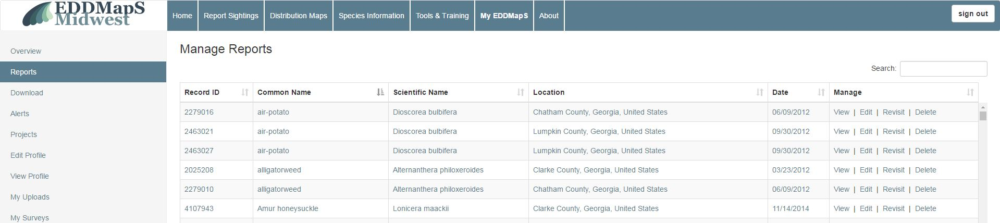 EDDMapS
Midwest
Home Report Sightings Distribution Maps Species Information Tools & Training My EDDMapS About sign out
Overview
Reports
Download
Alerts
Projects
Edit Profile
View Profile
My Uploads
My Surveys
Manage Reports
Search:
Record ID Common Name Scientific Name Location Date Manage
2279016 air-potato Dioscorea bulbifera Chatham County, Georgia, United States 06/09/2012 View | Edit | Revisit | Delete
2463021 air-potato Dioscorea bulbifera Lumpkin County, Georgia, United States 09/30/2012 View | Edit | Revisit | Delete
2463027 air-potato Dioscorea bulbifera Lumpkin County, Georgia, United States 09/30/2012 View | Edit | Revisit | Delete
2025208 alligatorweed Alternanthera philoxeroides Clarke County, Georgia, United States 03/23/2012 View | Edit | Revisit | Delete
2279010 alligatorweed Alternanthera philoxeroides Chatham County, Georgia, United States 06/09/2012 View | Edit | Revisit | Delete
4107943 Amur honeysuckle Lonicera maackii Clarke County, Georgia, United States 11/14/2014 View | Edit | Revisit | Delete